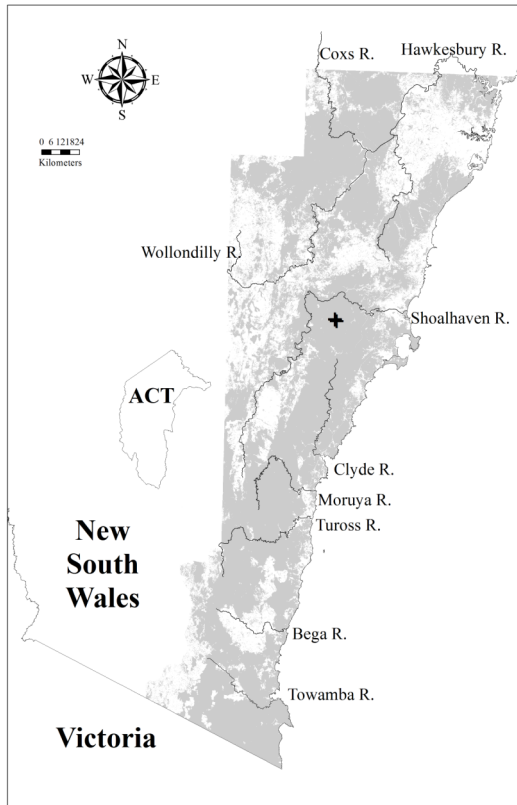 Coxs R.
Hawkesbury R.
N
W
E
S
0 6 121824
Kilometers
Wollondilly R.
Shoalhaven R.
ACT
Clyde R.
Moruya R.
Tuross R.
New
South
Wales
Bega R.
Towamba R.
Victoria